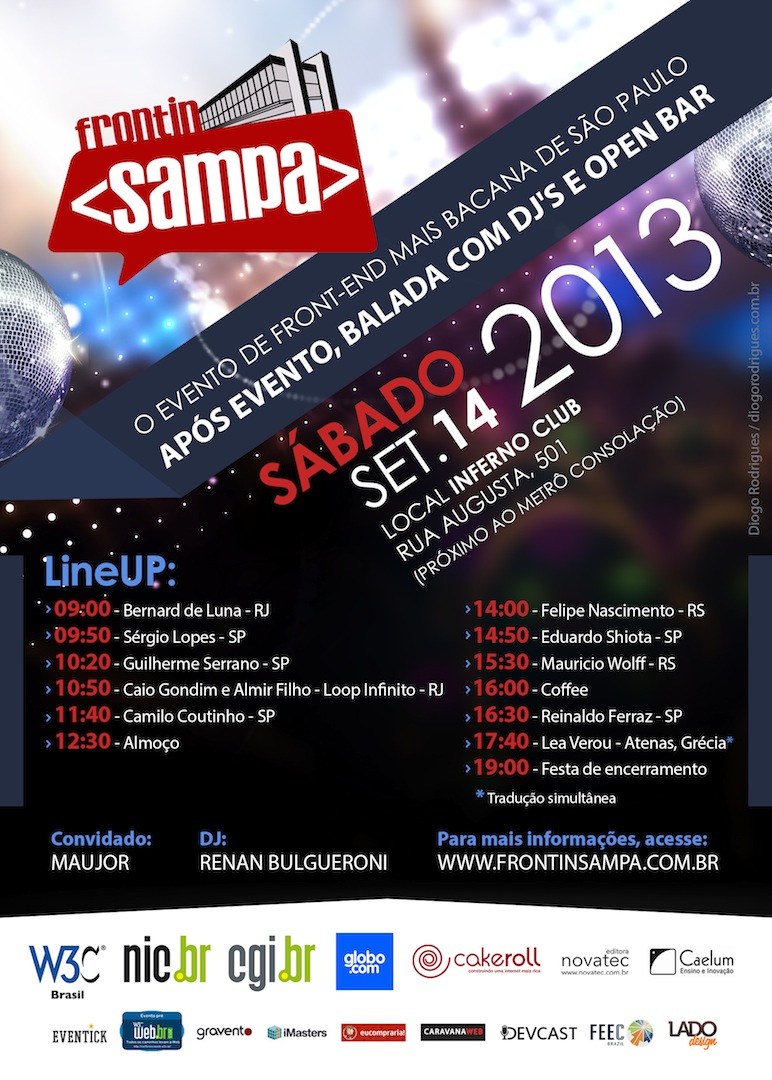 frontin
<sampa>
O EVENTO DE FRONT-END MAIS BACANA DE SÃO PAULO
APÓS EVENTO, BALADA COM DJ'S E OPEN BAR
SÁBADO
SET.14
2013
LOCAL INFERNO CLUB
RUA AUGUSTA, 501
(PRÓXIMO AO METRÔ CONSOLAÇÃO)
Diogo Rodrigues / diogorodrigues.com.br
LineUP:
› 09:00 - Bernard de Luna - RJ
› 09:50 - Sérgio Lopes - SP
› 10:20 - Guilherme Serrano - SP
› 10:50 - Caio Gondim e Almir Filho - Loop Infinito - RJ
› 11:40 - Camilo Coutinho - SP
› 12:30 - Almoço
› 14:00 - Felipe Nascimento - RS
› 14:50 - Eduardo Shiota - SP
› 15:30 - Mauricio Wolff - RS
› 16:00 - Coffee
› 16:30 - Reinaldo Ferraz - SP
› 17:40 - Lea Verou - Atenas, Grécia*
› 19:00 - Festa de encerramento
* Tradução simultânea
Convidado:
MAUJOR
DJ:
RENAN BULGUERONI
Para mais informações, acesse:
WWW.FRONTINSAMPA.COM.BR
W3C®
Brasil
nic.br
cgi.br
globo
.com
cakeroll
construindo uma internet mais rica
editora
novatec
www.novatec.com.br
Caelum
Ensino e Inovação
EVENTICK
Evento pré
web.br
gravento
iMasters
eucompraria!
CARAVANAWEB
DEVCAST
FEEC
BRAZIL
LADO
design